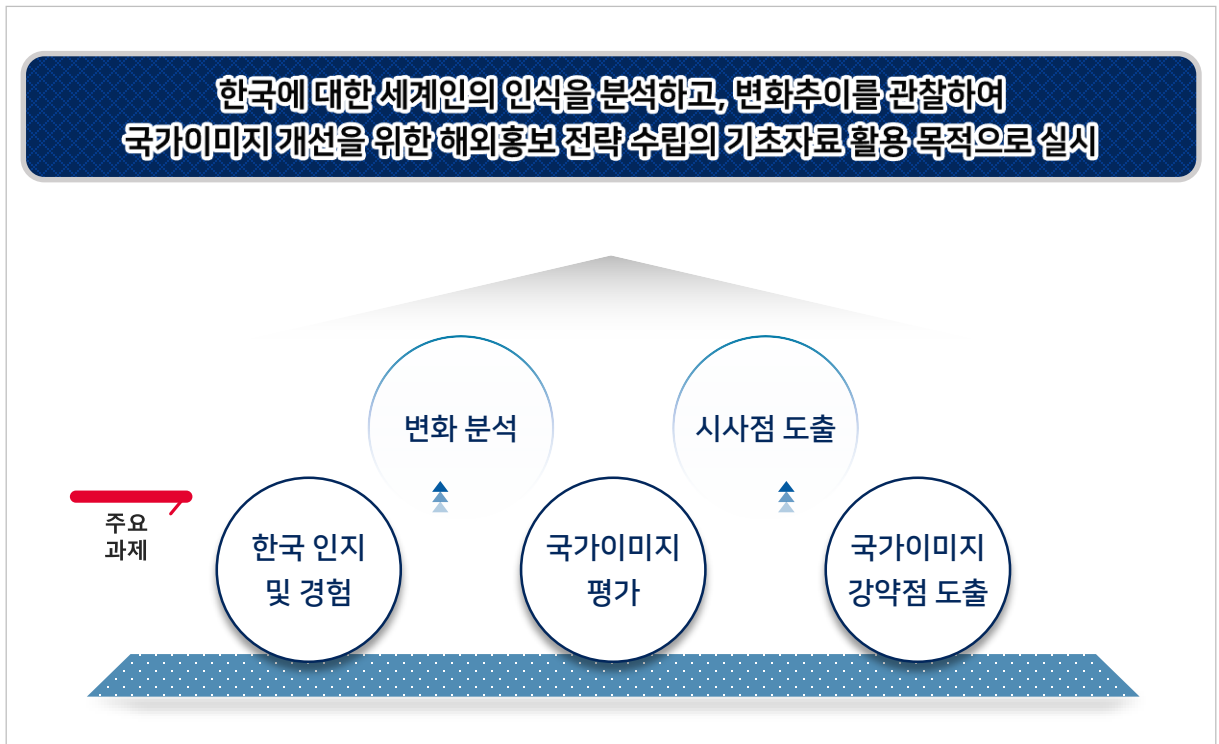 한국에 대한 세계인의 인식을 분석하고, 변화추이를 관찰하여
국가이미지 개선을 위한 해외홍보 전략 수립의 기초자료 활용 목적으로 실시
변화 분석
시사점 도출
주요
과제
한국 인지
및 경험
국가이미지
평가
국가이미지
강약점 도출